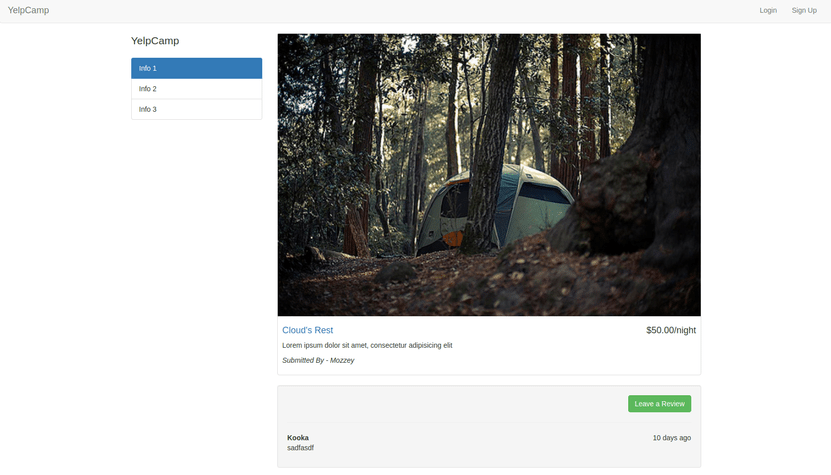 YelpCamp
Login
Sign Up
YelpCamp
Info 1
Info 2
Info 3
Cloud's Rest
$50.00/night
Lorem ipsum dolor sit amet, consectetur adipisicing elit
Submitted By - Mozzey
Leave a Review
Kooka
10 days ago
sadfasdf